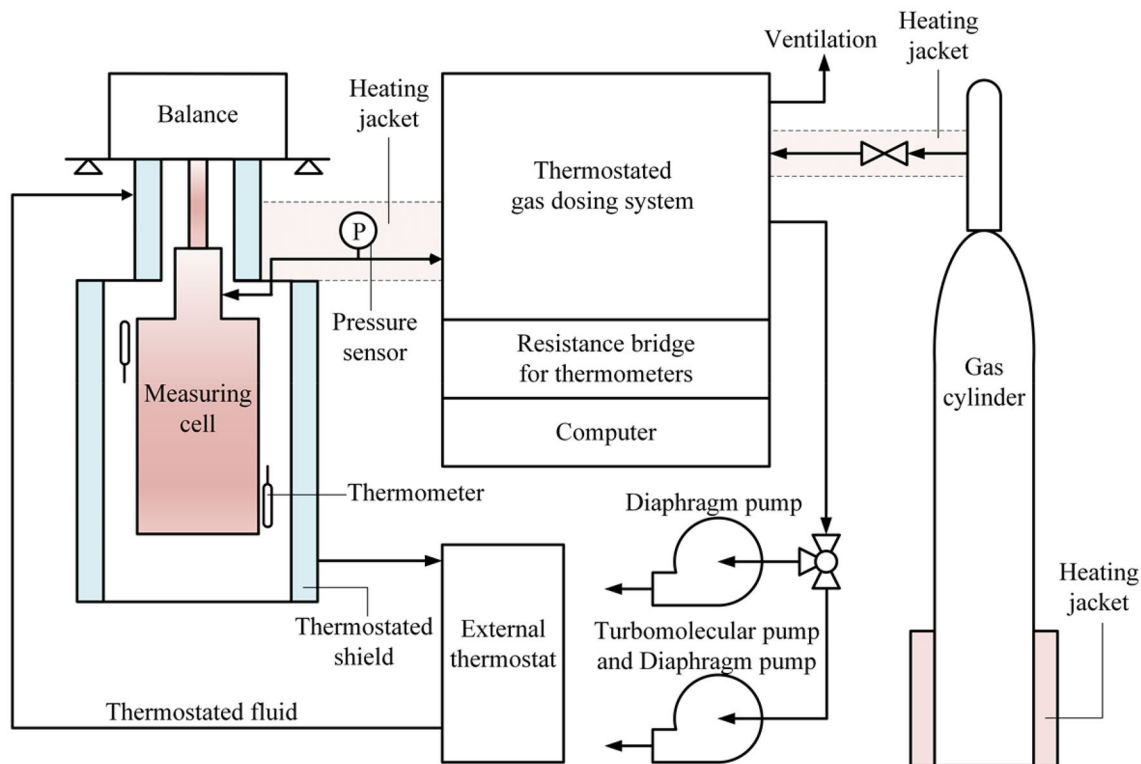 Ventilation
Heating
jacket
Heating
jacket
Balance
Thermostated
gas dosing system
P
Pressure
sensor
Resistance bridge
for thermometers
Gas
cylinder
Measuring
cell
Computer
Thermometer
Diaphragm pump
Heating
jacket
Thermostated
shield
External
thermostat
Turbomolecular pump
and Diaphragm pump
Thermostated fluid